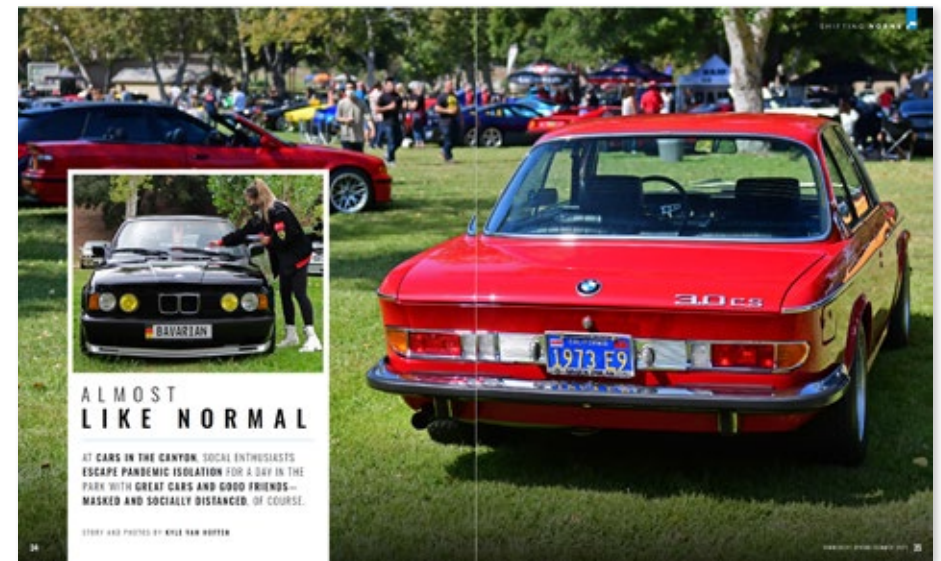 SHIFTING NORMS
BMW
3.0 CS
CALIFORNIA
1973 E9
BAVARIAN
ALMOST
LIKE NORMAL
AT CARS IN THE CANYON, SOCAL ENTHUSIASTS
ESCAPE PANDEMIC ISOLATION FOR A DAY IN THE
PARK WITH GREAT CARS AND GOOD FRIENDS—
MASKED AND SOCIALLY DISTANCED, OF COURSE.
STORY AND PHOTOS BY KYLE VAN HOFTEN
34
35